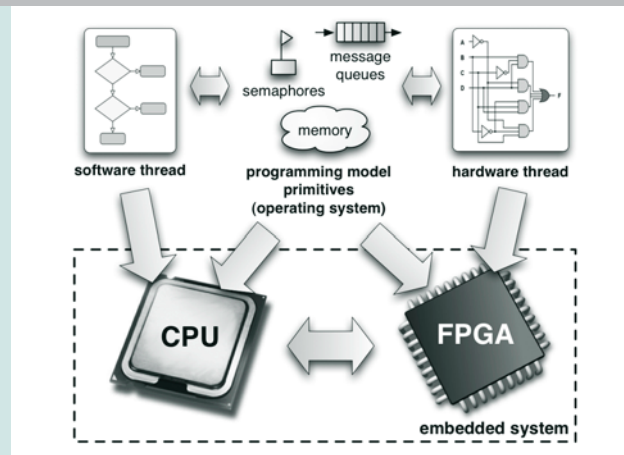 message
queues
semaphores
memory
A
B
C
D
F
software thread
programming model
primitives
(operating system)
hardware thread
CPU
FPGA
embedded system